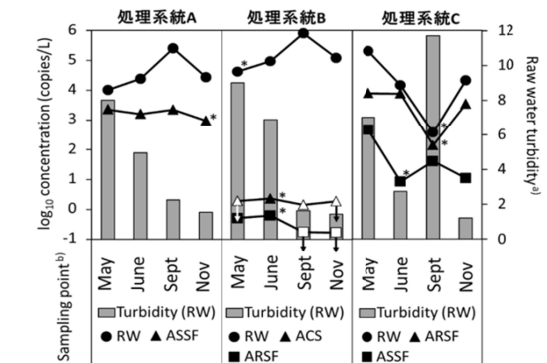 処理系統A 処理系統B 処理系統C
log10 concentration (copies/L)
6
5
4
3
2
1
0
-1
12
10
8
6
4
2
0
Raw water turbidity a)
* * * * * * *
Sampling point b)
May June Sept Nov May June Sept Nov May June Sept Nov
Turbidity (RW) Turbidity (RW) Turbidity (RW)
RW ASSF RW ACS RW ARSF
ARSF ASSF